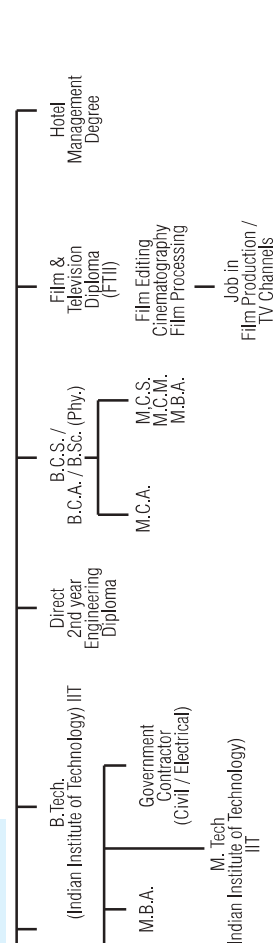 B.Tech.
(Indian Institute of Technology) IIT
M.B.A.
Government
Contractor
(Civil / Electrical)
M. Tech
Indian Institute of Technology)
IIT
Direct
2nd year
Engineering
Diploma
B.C.S. /
B.C.A. / B.Sc. (Phy.)
M.C.A.
M,C.S.
M.C.M.
M.B.A.
Film &
Television
Diploma
(FTII)
Film Editing
Cinematography
Film Processing
Job in
Film Production /
TV Channels
Hotel
Management
Degree